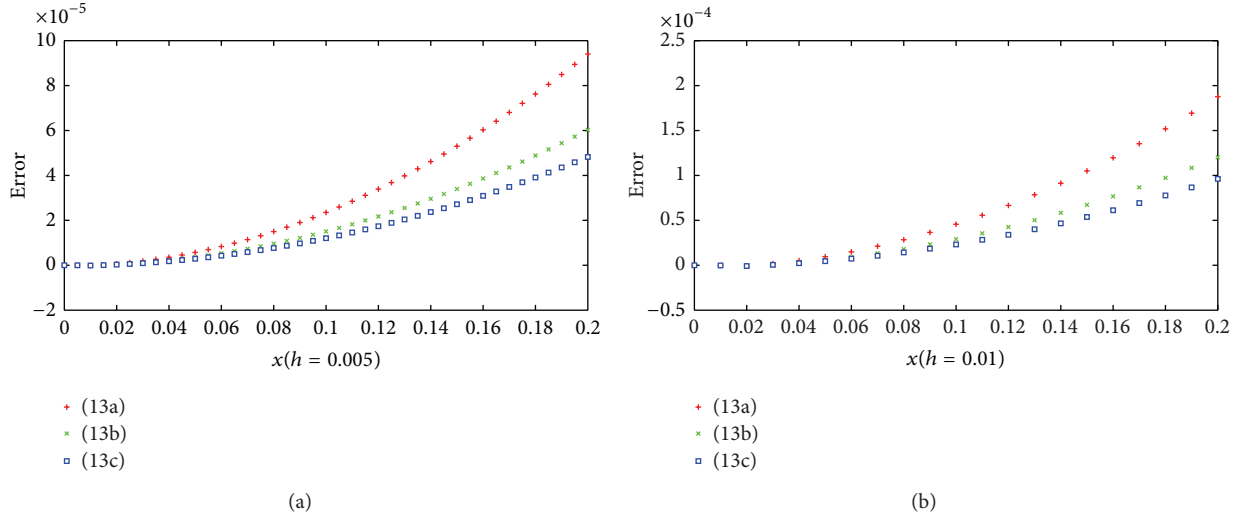 ×10⁻⁵
10
8
6
4
2
0
−2
Error
0 0.02 0.04 0.06 0.08 0.1 0.12 0.14 0.16 0.18 0.2
x(h = 0.005)
(13a)
(13b)
(13c)
(a)
×10⁻⁴
2.5
2
1.5
1
0.5
0
−0.5
Error
0 0.02 0.04 0.06 0.08 0.1 0.12 0.14 0.16 0.18 0.2
x(h = 0.01)
(13a)
(13b)
(13c)
(b)